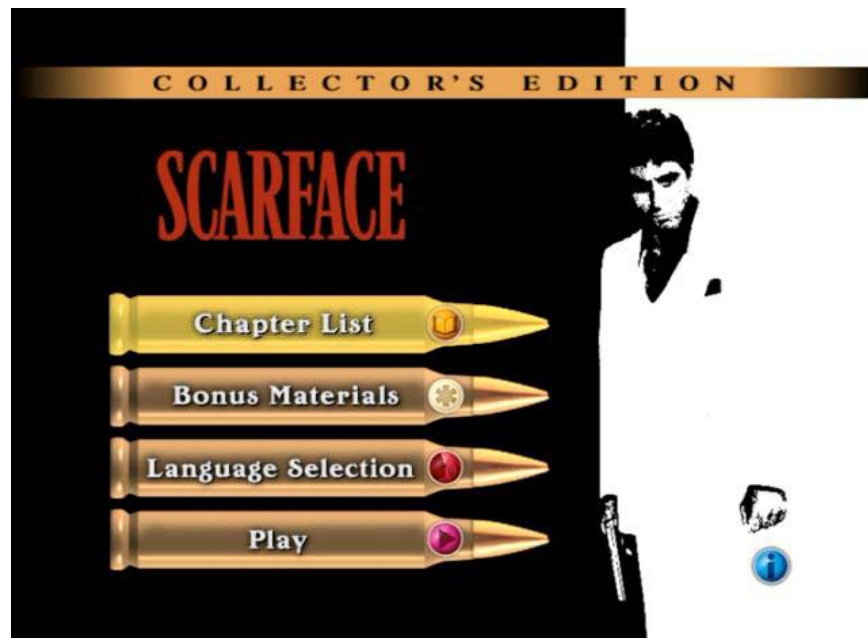 COLLECTOR'S EDITION
SCARFACE
Chapter List
Bonus Materials
Language Selection
Play
i